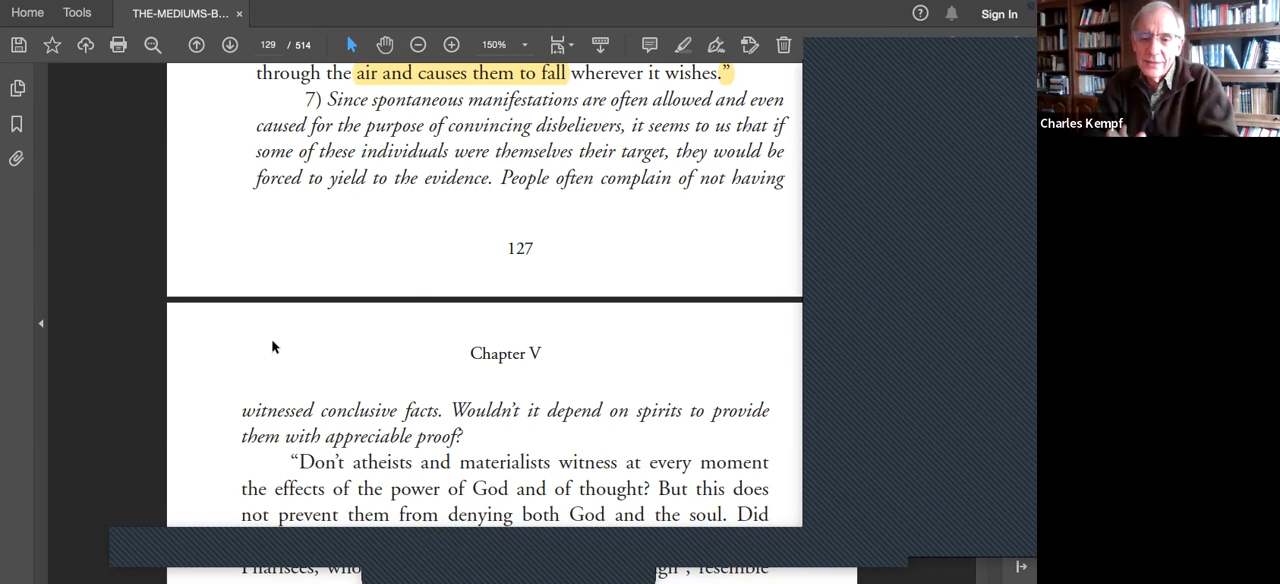 Home Tools THE-MEDIUMS-B... × Sign In
129 / 514 150%
through the air and causes them to fall wherever it wishes.”
7) Since spontaneous manifestations are often allowed and even
caused for the purpose of convincing disbelievers, it seems to us that if
some of these individuals were themselves their target, they would be
forced to yield to the evidence. People often complain of not having
127
Chapter V
witnessed conclusive facts. Wouldn’t it depend on spirits to provide
them with appreciable proof?
“Don’t atheists and materialists witness at every moment
the effects of the power of God and of thought? But this does
not prevent them from denying both God and the soul. Did
Pharisees, who resemble
Charles Kempf